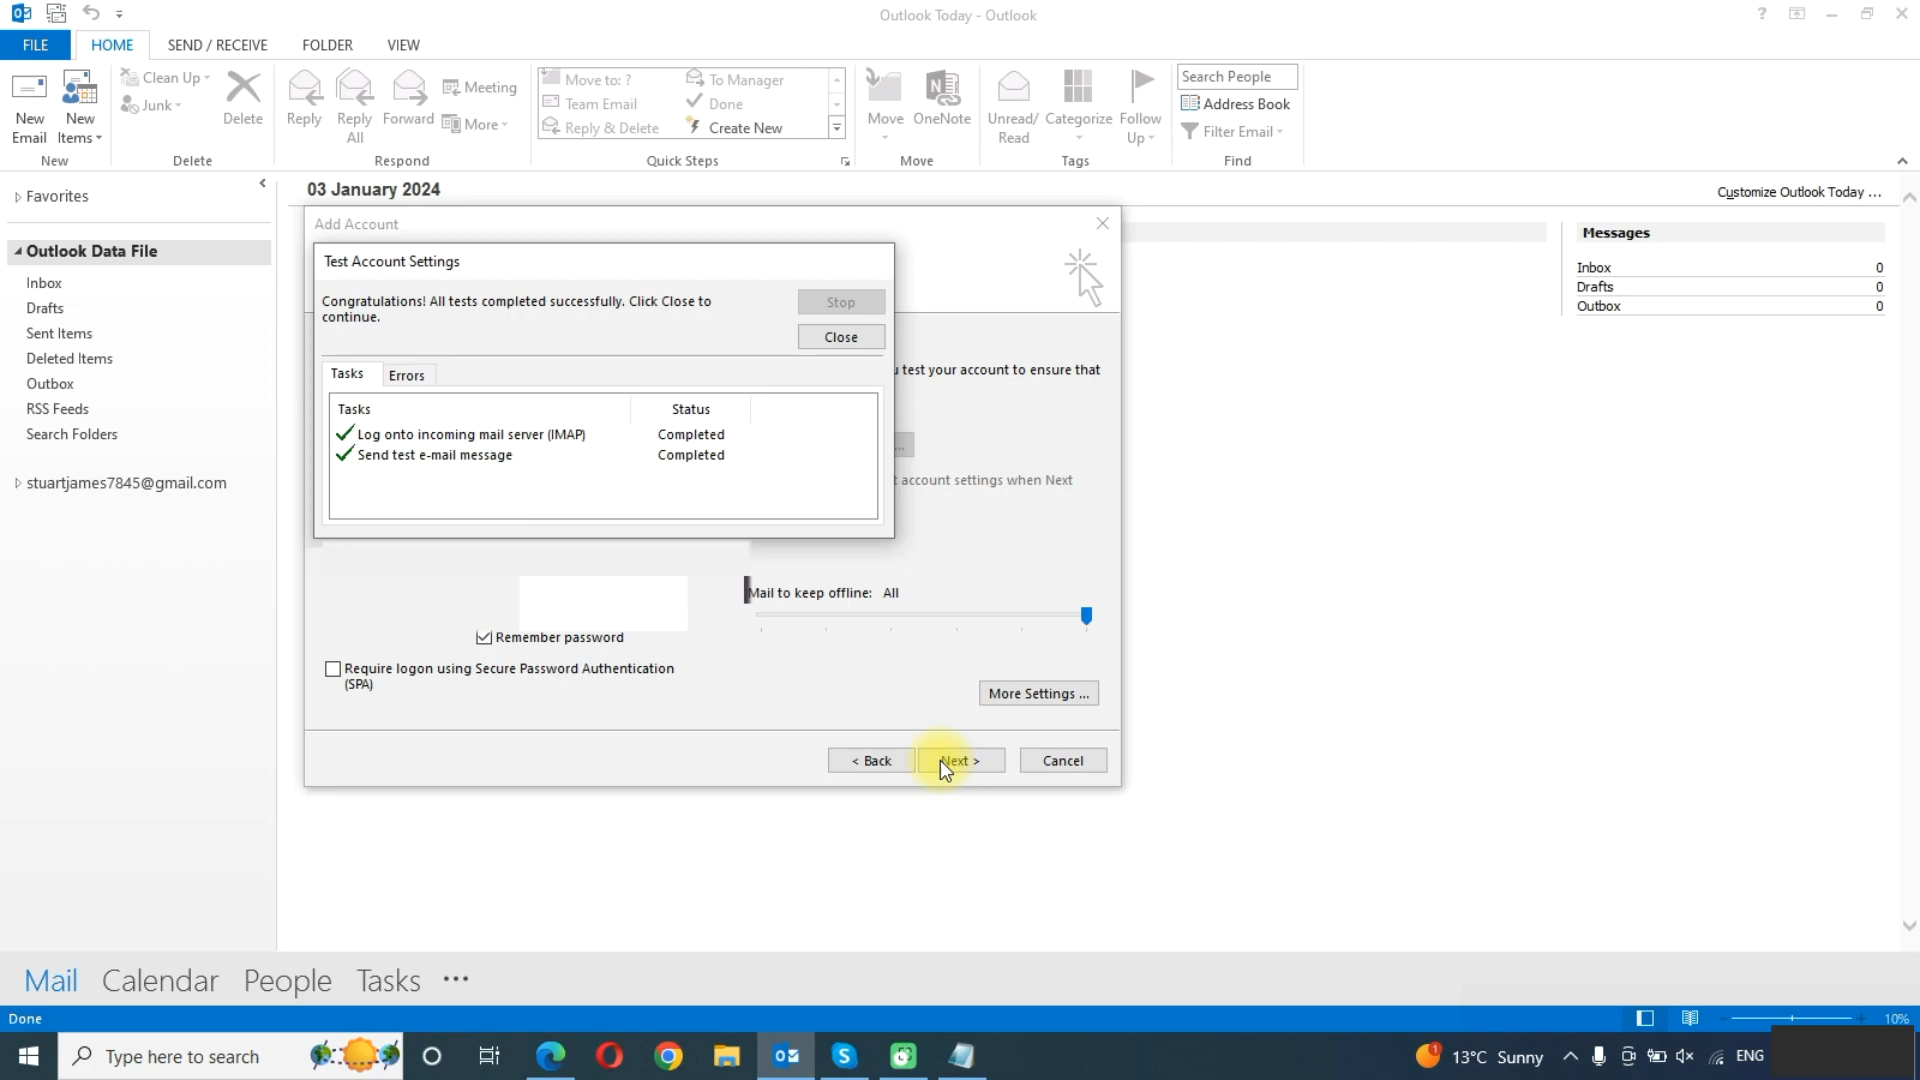 Outlook Today - Outlook
FILE HOME SEND / RECEIVE FOLDER VIEW
New Email
New Items
New
Clean Up
Junk
Delete
Delete
Reply
Reply All
Forward
Meeting
More
Respond
Move to: ?
Team Email
Reply & Delete
To Manager
Done
Create New
Quick Steps
Move
OneNote
Move
Unread/ Read
Categorize
Follow Up
Tags
Search People
Address Book
Filter Email
Find
Favorites
Outlook Data File
Inbox
Drafts
Sent Items
Deleted Items
Outbox
RSS Feeds
Search Folders
stuartjames7845@gmail.com
03 January 2024
Customize Outlook Today ...
Messages
Inbox 0
Drafts 0
Outbox 0
Add Account
Test Account Settings
Congratulations! All tests completed successfully. Click Close to
continue.
Stop
Close
Tasks Errors
Tasks Status
Log onto incoming mail server (IMAP) Completed
Send test e-mail message Completed
test your account to ensure that
...
account settings when Next
Mail to keep offline: All
Remember password
Require logon using Secure Password Authentication
(SPA)
More Settings ...
< Back Next > Cancel
Mail Calendar People Tasks ···
Done
10%
Type here to search
13°C Sunny
ENG